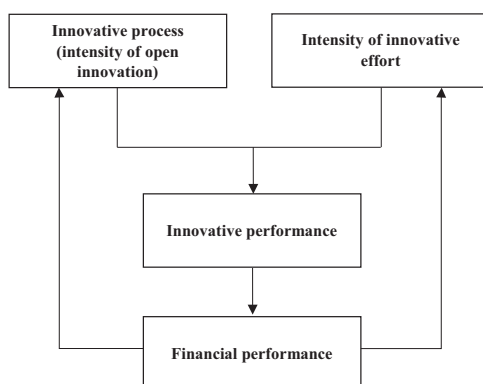 Innovative process
(intensity of open
innovation)
Intensity of innovative
effort
Innovative performance
Financial performance